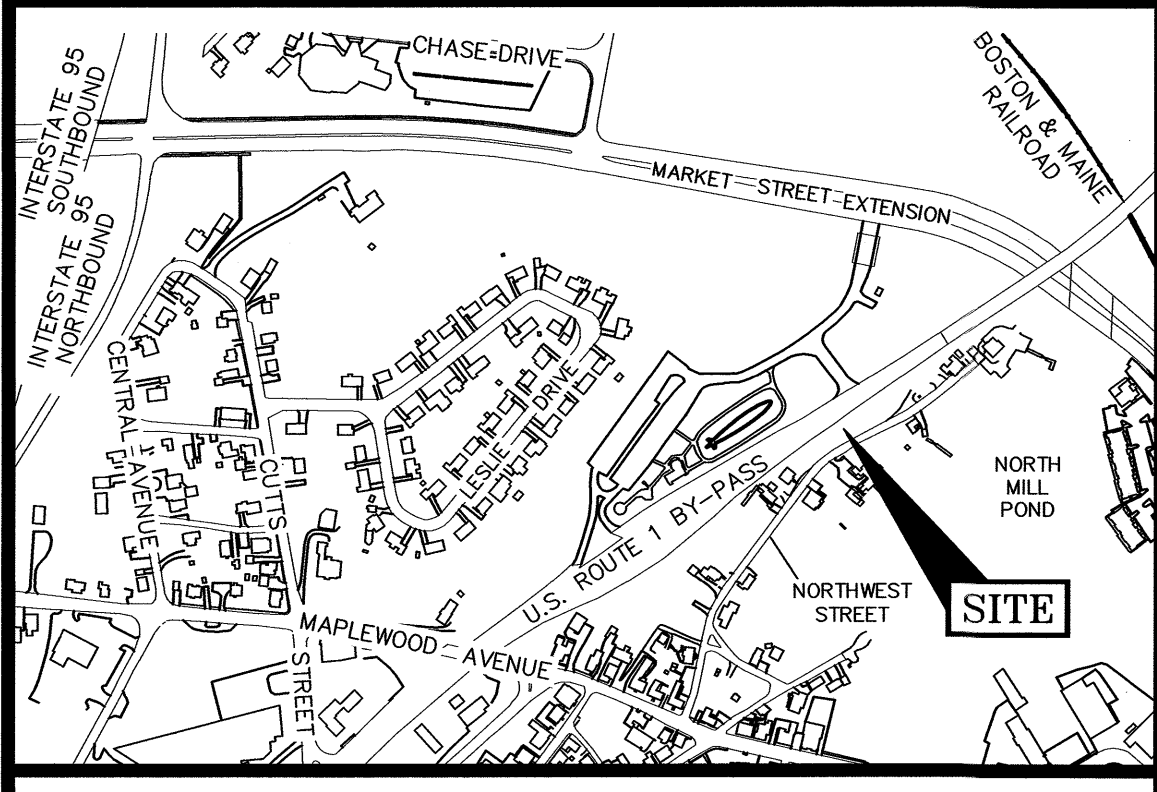 CHASE DRIVE
INTERSTATE 95
SOUTHBOUND
INTERSTATE 95
NORTHBOUND
BOSTON & MAINE
RAILROAD
MARKET STREET EXTENSION
CENTRAL AVENUE
CUTTS
STREET
LESLIE DRIVE
U.S. ROUTE 1 BY-PASS
NORTH
MILL
POND
NORTHWEST
STREET
SITE
MAPLEWOOD AVENUE